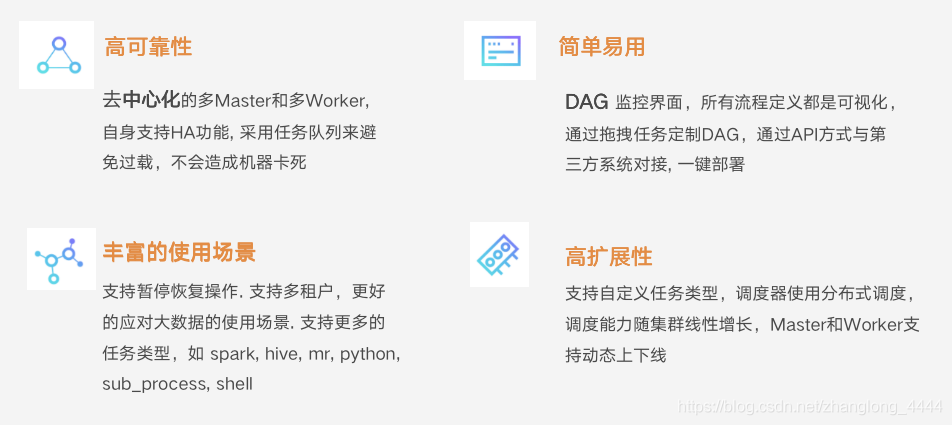 高可靠性
去中心化的多Master和多Worker,
自身支持HA功能, 采用任务队列来避
免过载，不会造成机器卡死
简单易用
DAG 监控界面，所有流程定义都是可视化，
通过拖拽任务定制DAG，通过API方式与第
三方系统对接, 一键部署
丰富的使用场景
支持暂停恢复操作. 支持多租户，更好
的应对大数据的使用场景. 支持更多的
任务类型，如 spark, hive, mr, python,
sub_process, shell
高扩展性
支持自定义任务类型，调度器使用分布式调度，
调度能力随集群线性增长，Master和Worker支
持动态上下线
https://blog.csdn.net/zhanglong_4444